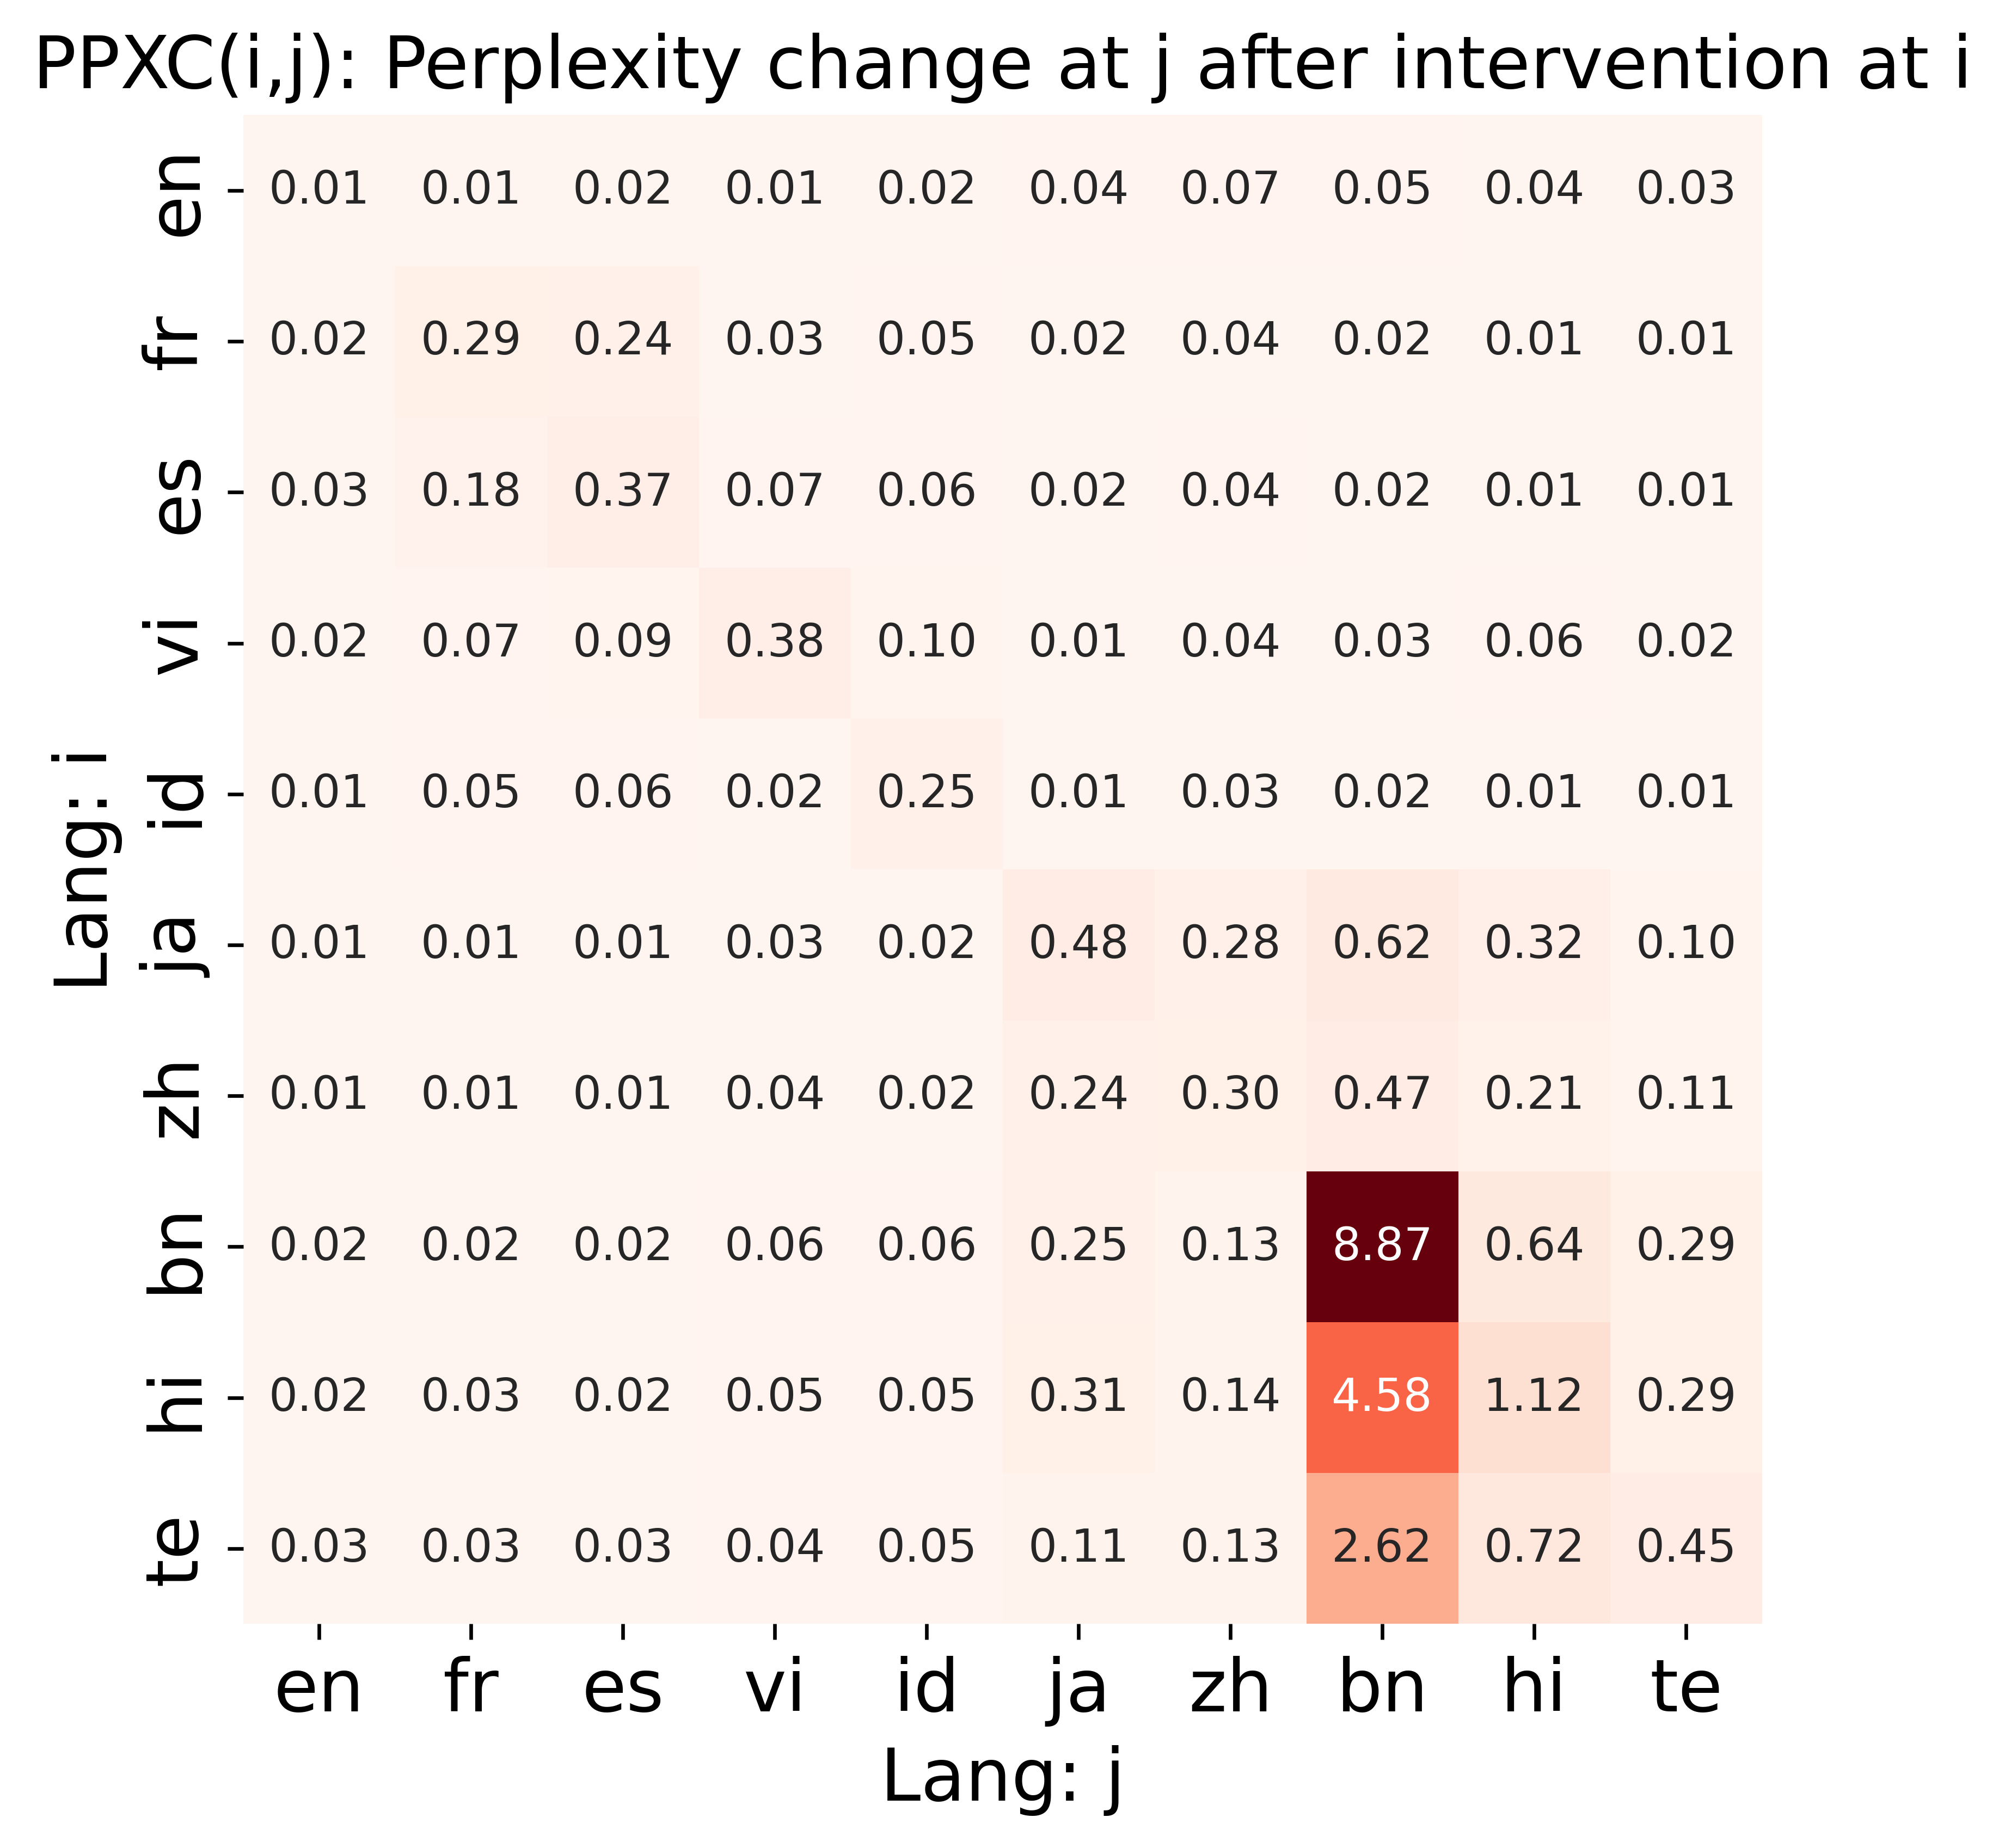 PPXC(i,j): Perplexity change at j after intervention at i
en 0.01 0.01 0.02 0.01 0.02 0.04 0.07 0.05 0.04 0.03
fr 0.02 0.29 0.24 0.03 0.05 0.02 0.04 0.02 0.01 0.01
es 0.03 0.18 0.37 0.07 0.06 0.02 0.04 0.02 0.01 0.01
vi 0.02 0.07 0.09 0.38 0.10 0.01 0.04 0.03 0.06 0.02
id 0.01 0.05 0.06 0.02 0.25 0.01 0.03 0.02 0.01 0.01
ja 0.01 0.01 0.01 0.03 0.02 0.48 0.28 0.62 0.32 0.10
zh 0.01 0.01 0.01 0.04 0.02 0.24 0.30 0.47 0.21 0.11
bn 0.02 0.02 0.02 0.06 0.06 0.25 0.13 8.87 0.64 0.29
hi 0.02 0.03 0.02 0.05 0.05 0.31 0.14 4.58 1.12 0.29
te 0.03 0.03 0.03 0.04 0.05 0.11 0.13 2.62 0.72 0.45
Lang: i
en fr es vi id ja zh bn hi te
Lang: j